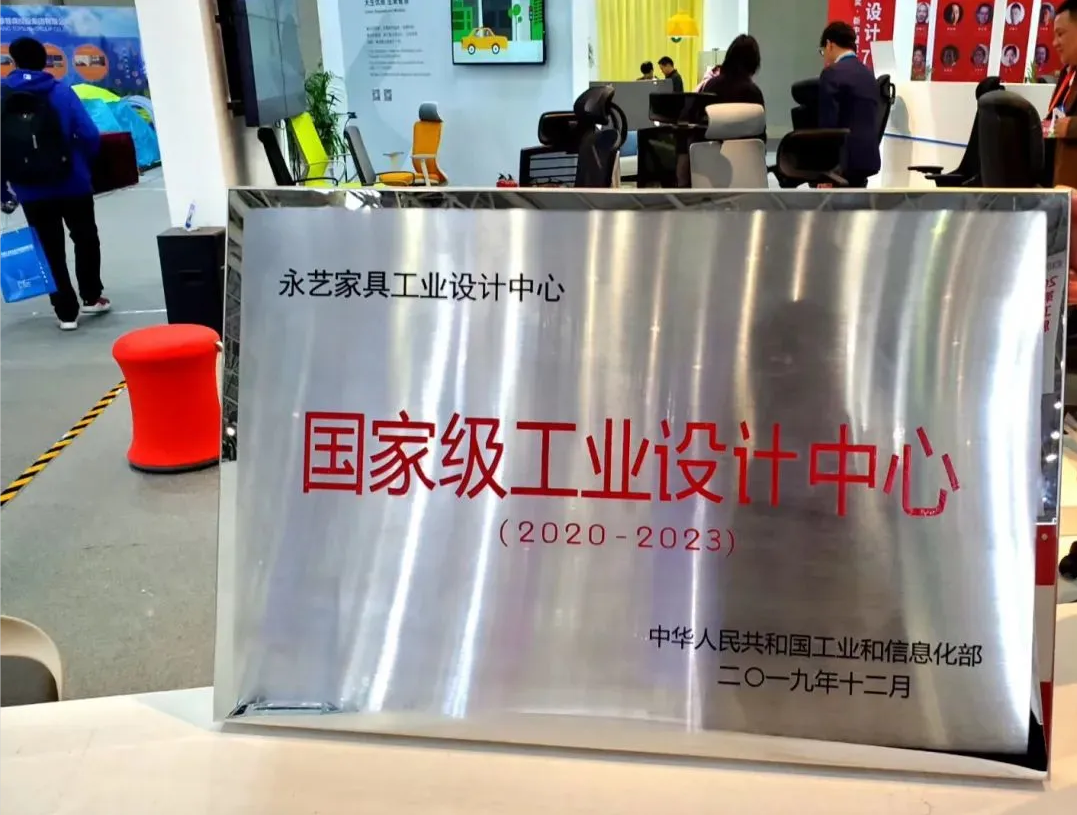 永艺家具工业设计中心
国家级工业设计中心
(2020-2023)
中华人民共和国工业和信息化部
二〇一九年十二月
设计